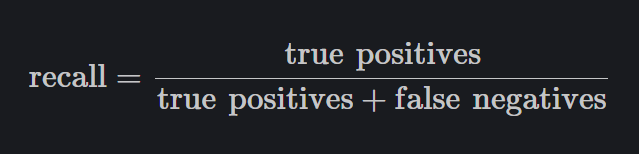 recall = true positives / true positives + false negatives